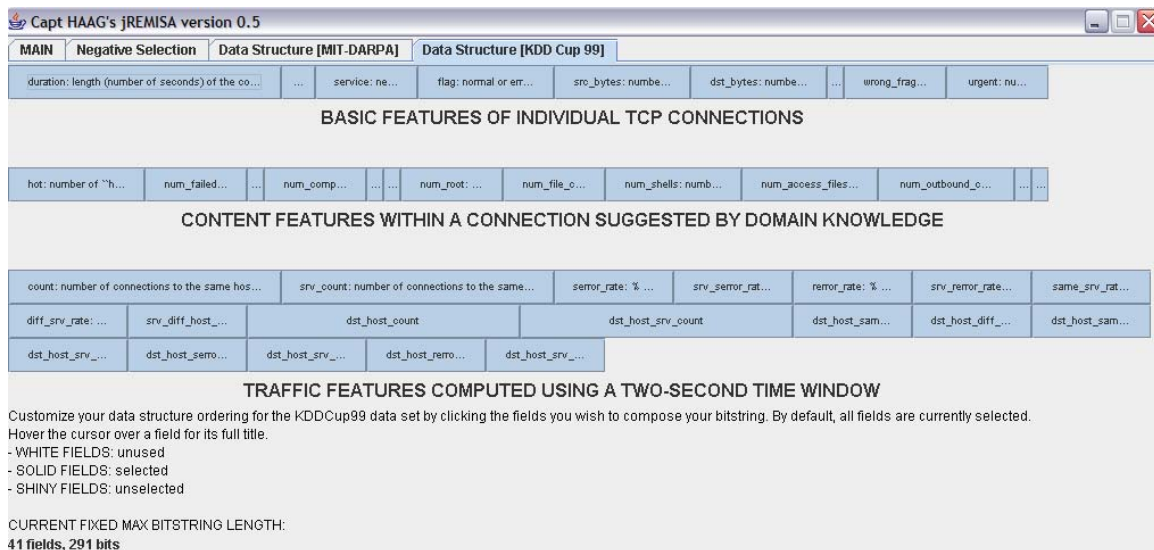 Capt HAAG's jREMISA version 0.5
MAIN Negative Selection Data Structure [MIT-DARPA] Data Structure [KDD Cup 99]
duration: length (number of seconds) of the co... ... service: ne... flag: normal or err... src_bytes: numbe... dst_bytes: numbe... ... wrong_frag... urgent: nu...
BASIC FEATURES OF INDIVIDUAL TCP CONNECTIONS
hot: number of ``h... num_failed... ... num_comp... ... ... num_root: ... num_file_c... num_shells: numb... num_access_files... num_outbound_c... ... ...
CONTENT FEATURES WITHIN A CONNECTION SUGGESTED BY DOMAIN KNOWLEDGE
count: number of connections to the same hos... srv_count: number of connections to the same... serror_rate: % ... srv_serror_rat... rerror_rate: % ... srv_rerror_rate... same_srv_rat...
diff_srv_rate: ... srv_diff_host_... dst_host_count dst_host_srv_count dst_host_sam... dst_host_diff_... dst_host_sam...
dst_host_srv_... dst_host_serro... dst_host_srv_... dst_host_rerro... dst_host_srv_...
TRAFFIC FEATURES COMPUTED USING A TWO-SECOND TIME WINDOW
Customize your data structure ordering for the KDDCup99 data set by clicking the fields you wish to compose your bitstring. By default, all fields are currently selected.
Hover the cursor over a field for its full title.
- WHITE FIELDS: unused
- SOLID FIELDS: selected
- SHINY FIELDS: unselected
CURRENT FIXED MAX BITSTRING LENGTH:
41 fields, 291 bits